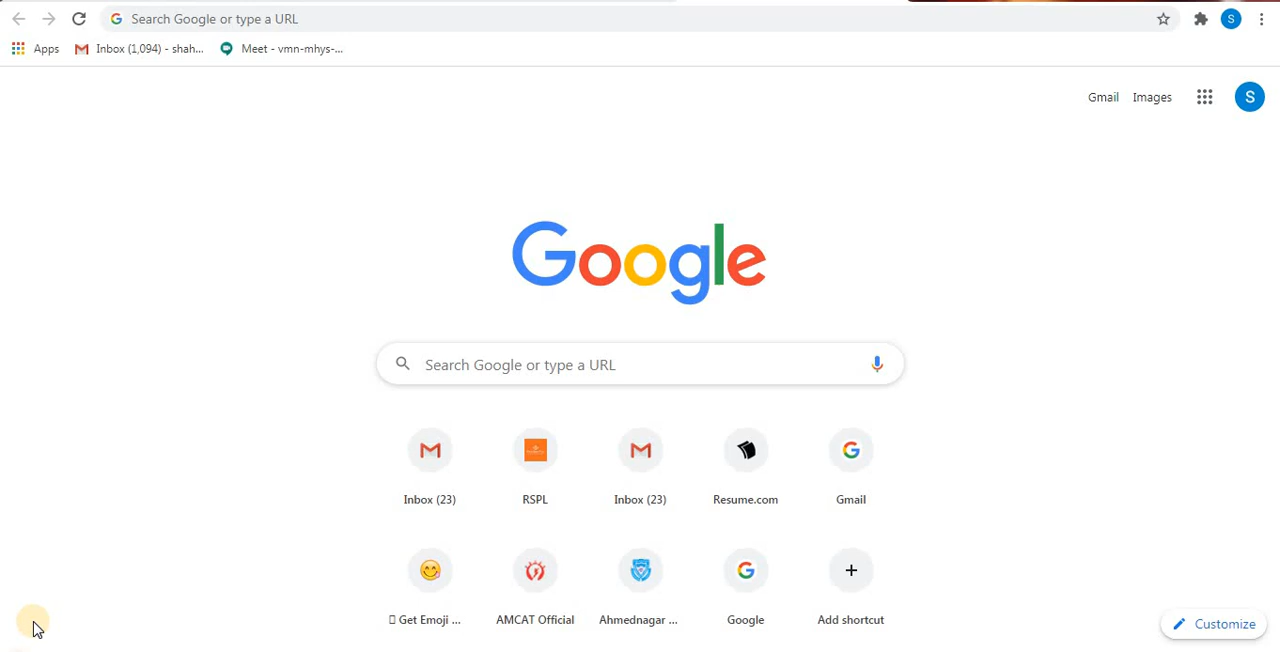 Search Google or type a URL
Apps Inbox (1,094) - shah... Meet - vmn-mhys-...
S
Gmail Images S
Google
Search Google or type a URL
Inbox (23) RSPL Inbox (23) Resume.com Gmail
Get Emoji ... AMCAT Official Ahmednagar ... Google Add shortcut
Customize